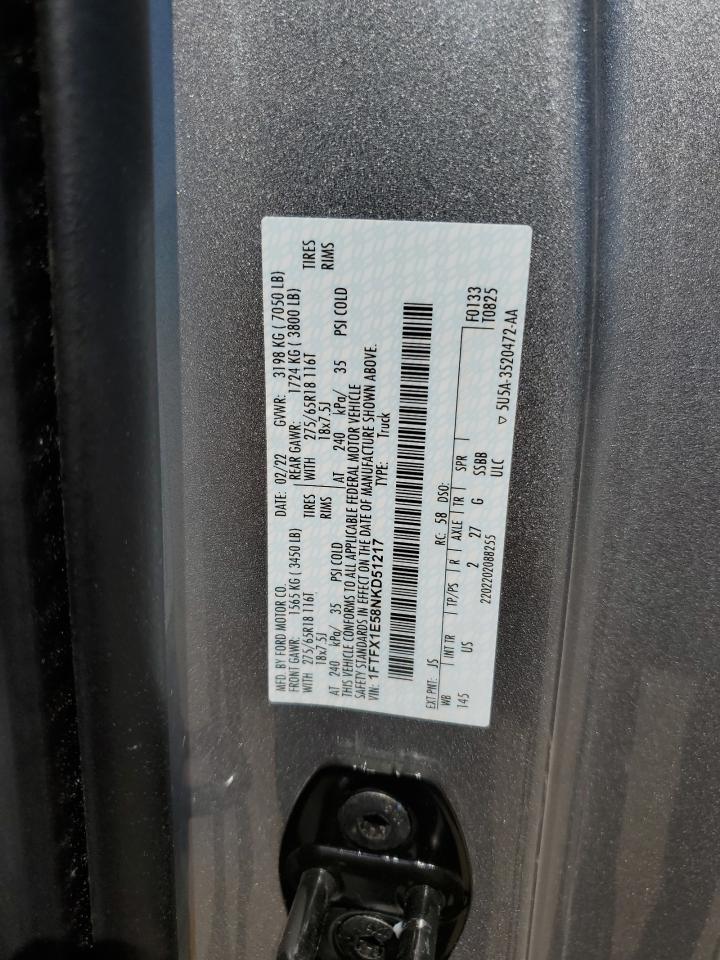 MFD. BY FORD MOTOR CO. DATE: 02/22 GVWR: 3198 KG ( 7050 LB)
FRONT GAWR: 1565 KG ( 3450 LB) REAR GAWR: 1724 KG ( 3800 LB)
WITH 275/65R18 116T TIRES WITH 275/65R18 116T TIRES
18x7.5J RIMS 18x7.5J RIMS
AT 240 kPa/ 35 PSI COLD AT 240 kPa/ 35 PSI COLD
THIS VEHICLE CONFORMS TO ALL APPLICABLE FEDERAL MOTOR VEHICLE
SAFETY STANDARDS IN EFFECT ON THE DATE OF MANUFACTURE SHOWN ABOVE.
VIN: 1FTFX1E58NKD51217 TYPE: Truck
EXT PNT: JS RC: 58 DSO: F0133
WB INT TR TP/PS R AXLE TR SPR T0825
145 US 2 27 G SSBB
2202202088255 ULC ▽ 5U5A-3520472-AA